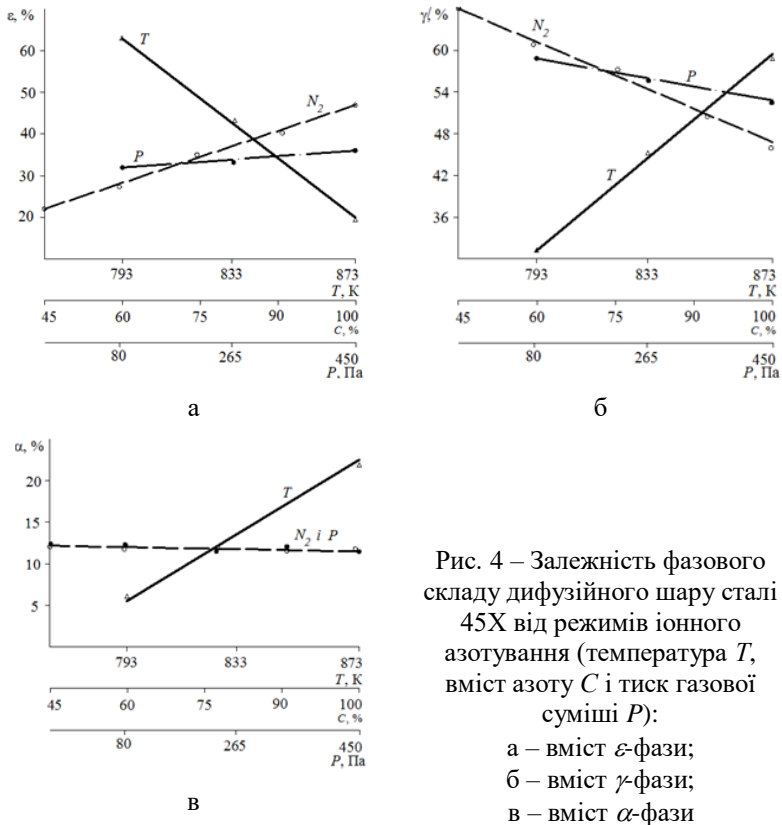 ε, %
60
50
40
30
20
T
N2
P
793 833 873
T, К
45 60 75 90 100
C, %
80 265 450
P, Па
а
γ/ %
60
54
48
42
36
N2
P
T
793 833 873
T, К
45 60 75 90 100
C, %
80 265 450
P, Па
б
α, %
20
15
10
5
T
N2 i P
793 833 873
T, К
45 60 75 90 100
C, %
80 265 450
P, Па
в
Рис. 4 – Залежність фазового
складу дифузійного шару сталі
45Х від режимів іонного
азотування (температура T,
вміст азоту C і тиск газової
суміші P):
а – вміст ε-фази;
б – вміст γ-фази;
в – вміст α-фази